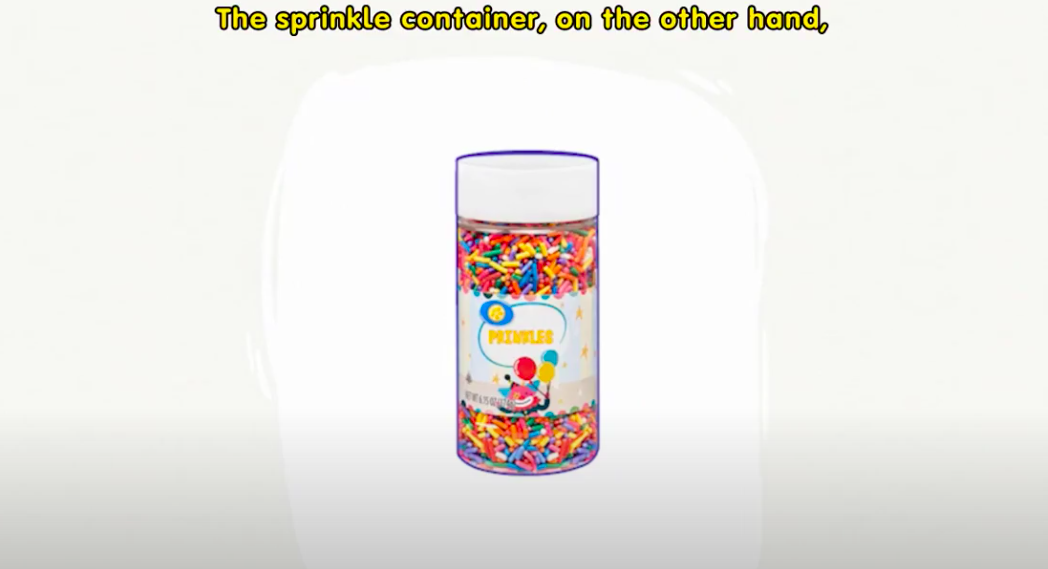 The sprinkle container, on the other hand,
PRINKLES